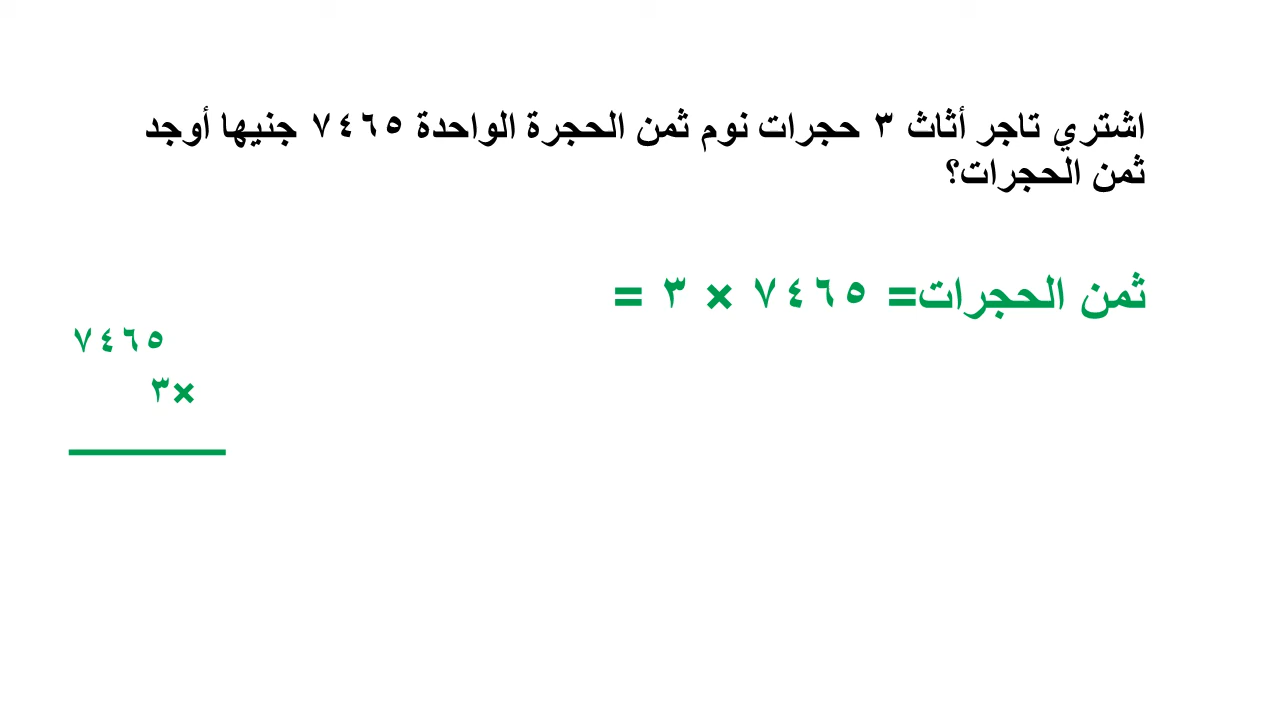 اشتري تاجر أثاث ٣ حجرات نوم ثمن الحجرة الواحدة ٧٤٦٥ جنيها أوجد
ثمن الحجرات؟
ثمن الحجرات= ٧٤٦٥ × ٣ =
٧٤٦٥
×٣